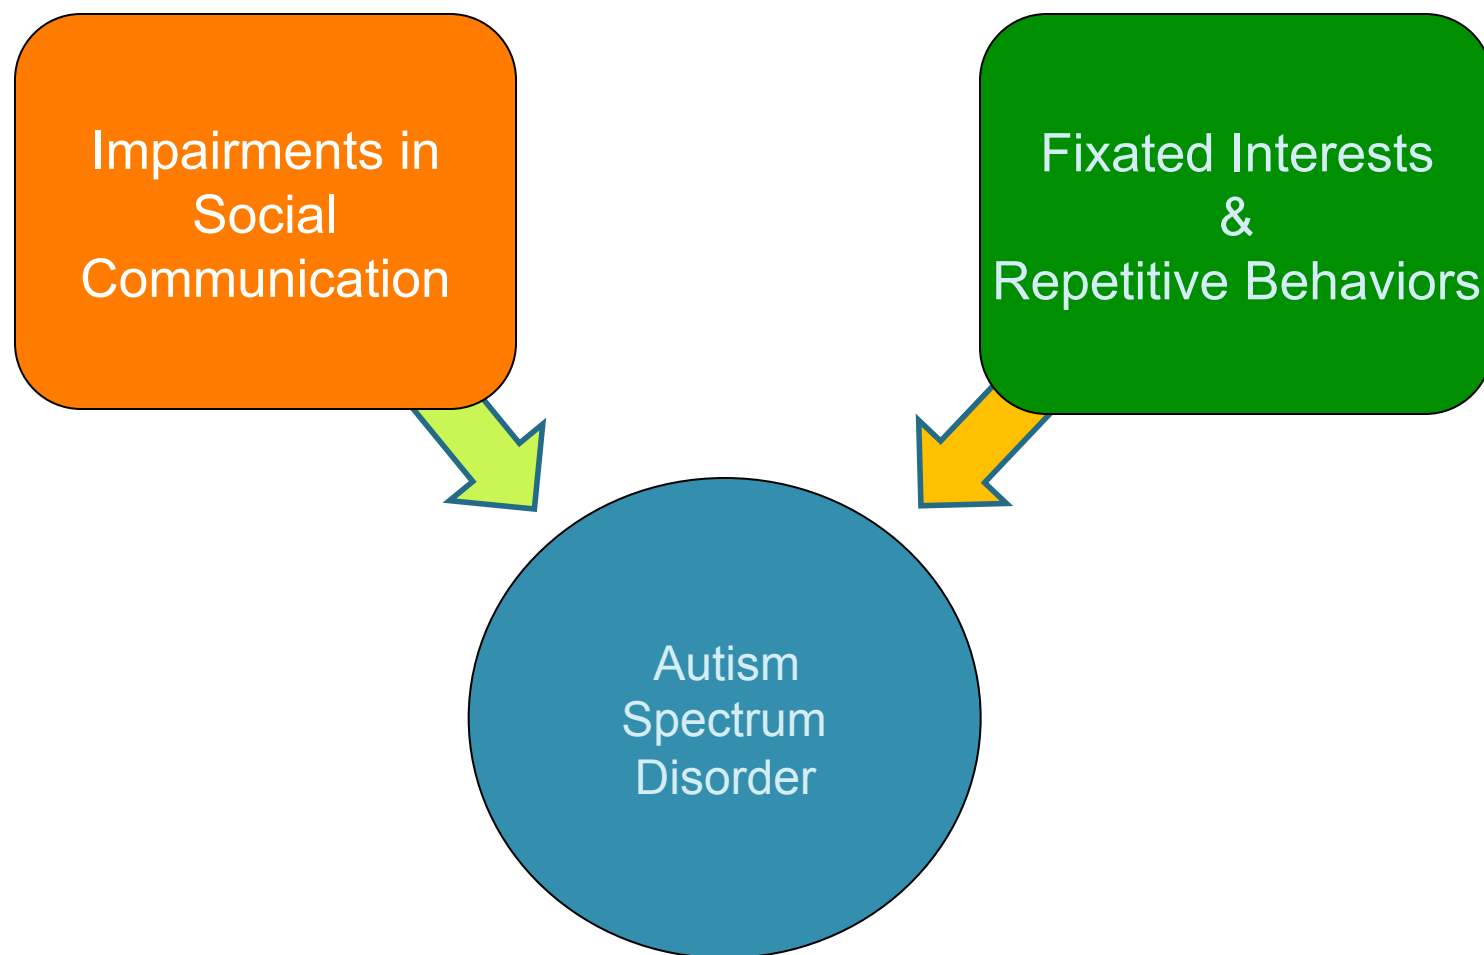 Impairments in
Social
Communication
Fixated Interests
&
Repetitive Behaviors
Autism
Spectrum
Disorder